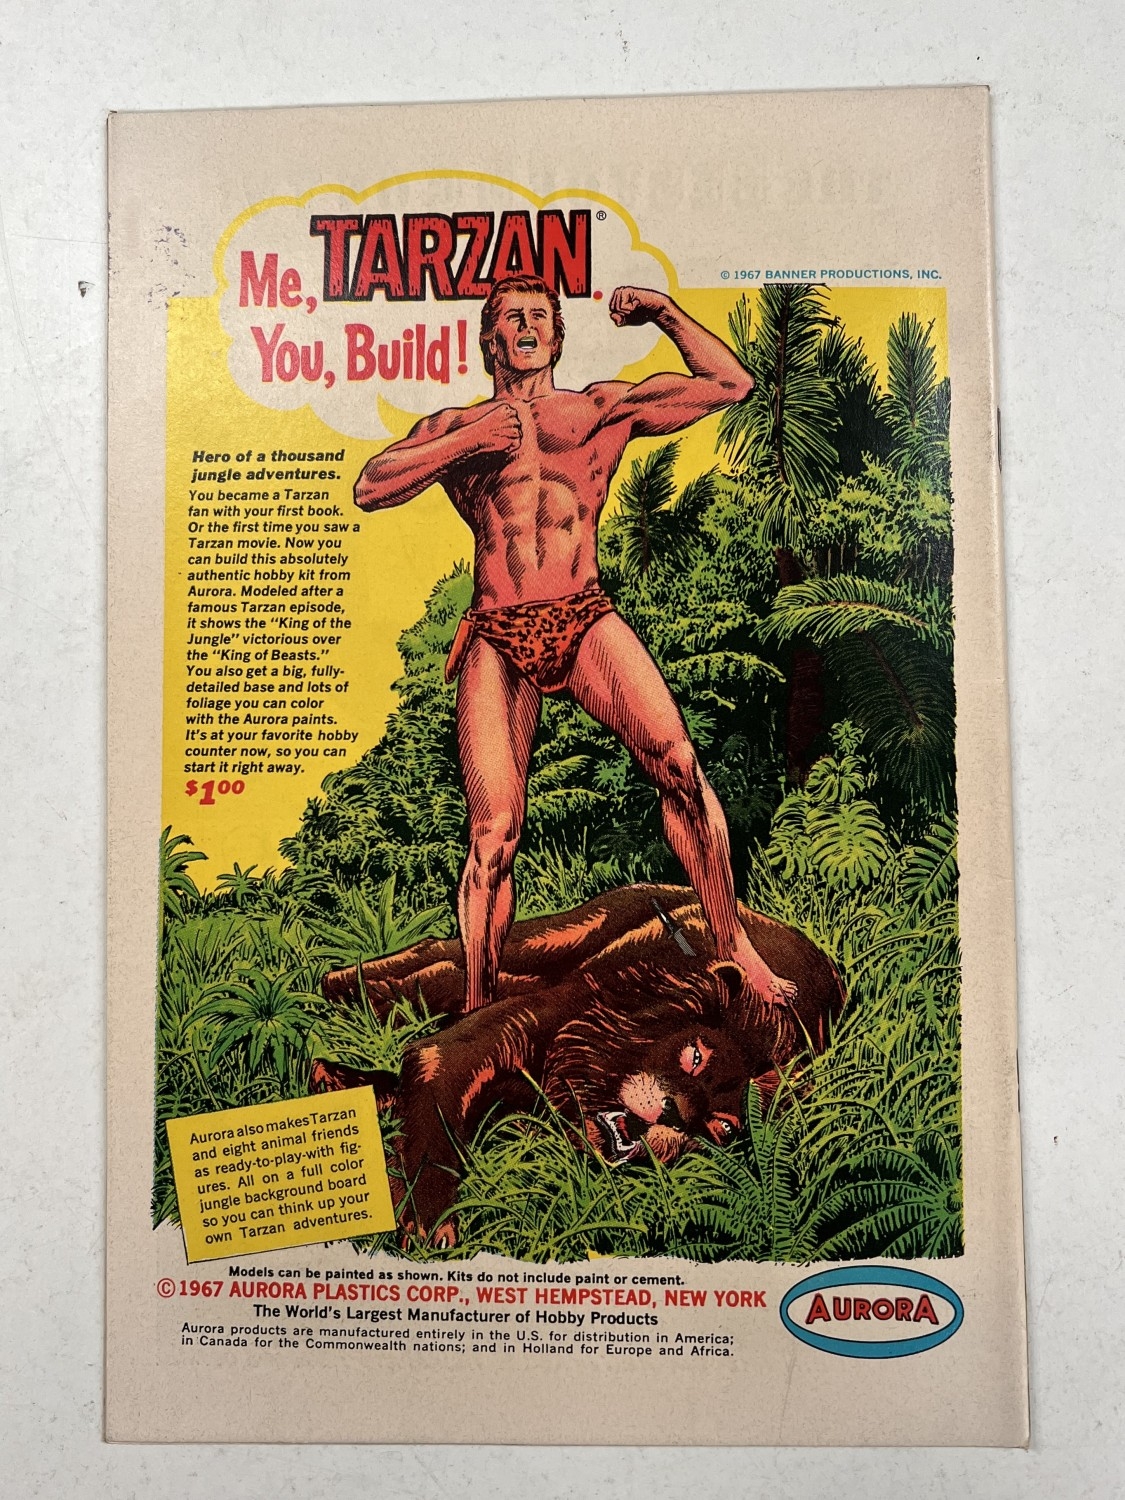 Me, TARZAN®.
You, Build!
© 1967 BANNER PRODUCTIONS, INC.
Hero of a thousand
jungle adventures.
You became a Tarzan
fan with your first book.
Or the first time you saw a
Tarzan movie. Now you
can build this absolutely
authentic hobby kit from
Aurora. Modeled after a
famous Tarzan episode,
it shows the "King of the
Jungle" victorious over
the "King of Beasts."
You also get a big, fully-
detailed base and lots of
foliage you can color
with the Aurora paints.
It's at your favorite hobby
counter now, so you can
start it right away.
$1.00
Aurora also makes Tarzan
and eight animal friends
as ready-to-play-with fig-
ures. All on a full color
jungle background board
so you can think up your
own Tarzan adventures.
Models can be painted as shown. Kits do not include paint or cement.
© 1967 AURORA PLASTICS CORP., WEST HEMPSTEAD, NEW YORK
The World's Largest Manufacturer of Hobby Products
Aurora products are manufactured entirely in the U.S. for distribution in America;
in Canada for the Commonwealth nations; and in Holland for Europe and Africa.
AURORA